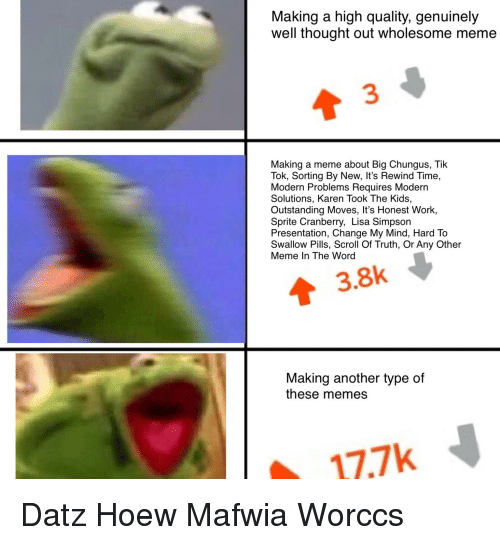 Making a high quality, genuinely
well thought out wholesome meme
3
Making a meme about Big Chungus, Tik
Tok, Sorting By New, It's Rewind Time,
Modern Problems Requires Modern
Solutions, Karen Took The Kids,
Outstanding Moves, It's Honest Work,
Sprite Cranberry, Lisa Simpson
Presentation, Change My Mind, Hard To
Swallow Pills, Scroll Of Truth, Or Any Other
Meme In The Word
3.8k
Making another type of
these memes
17.7k
Datz Hoew Mafwia Worccs